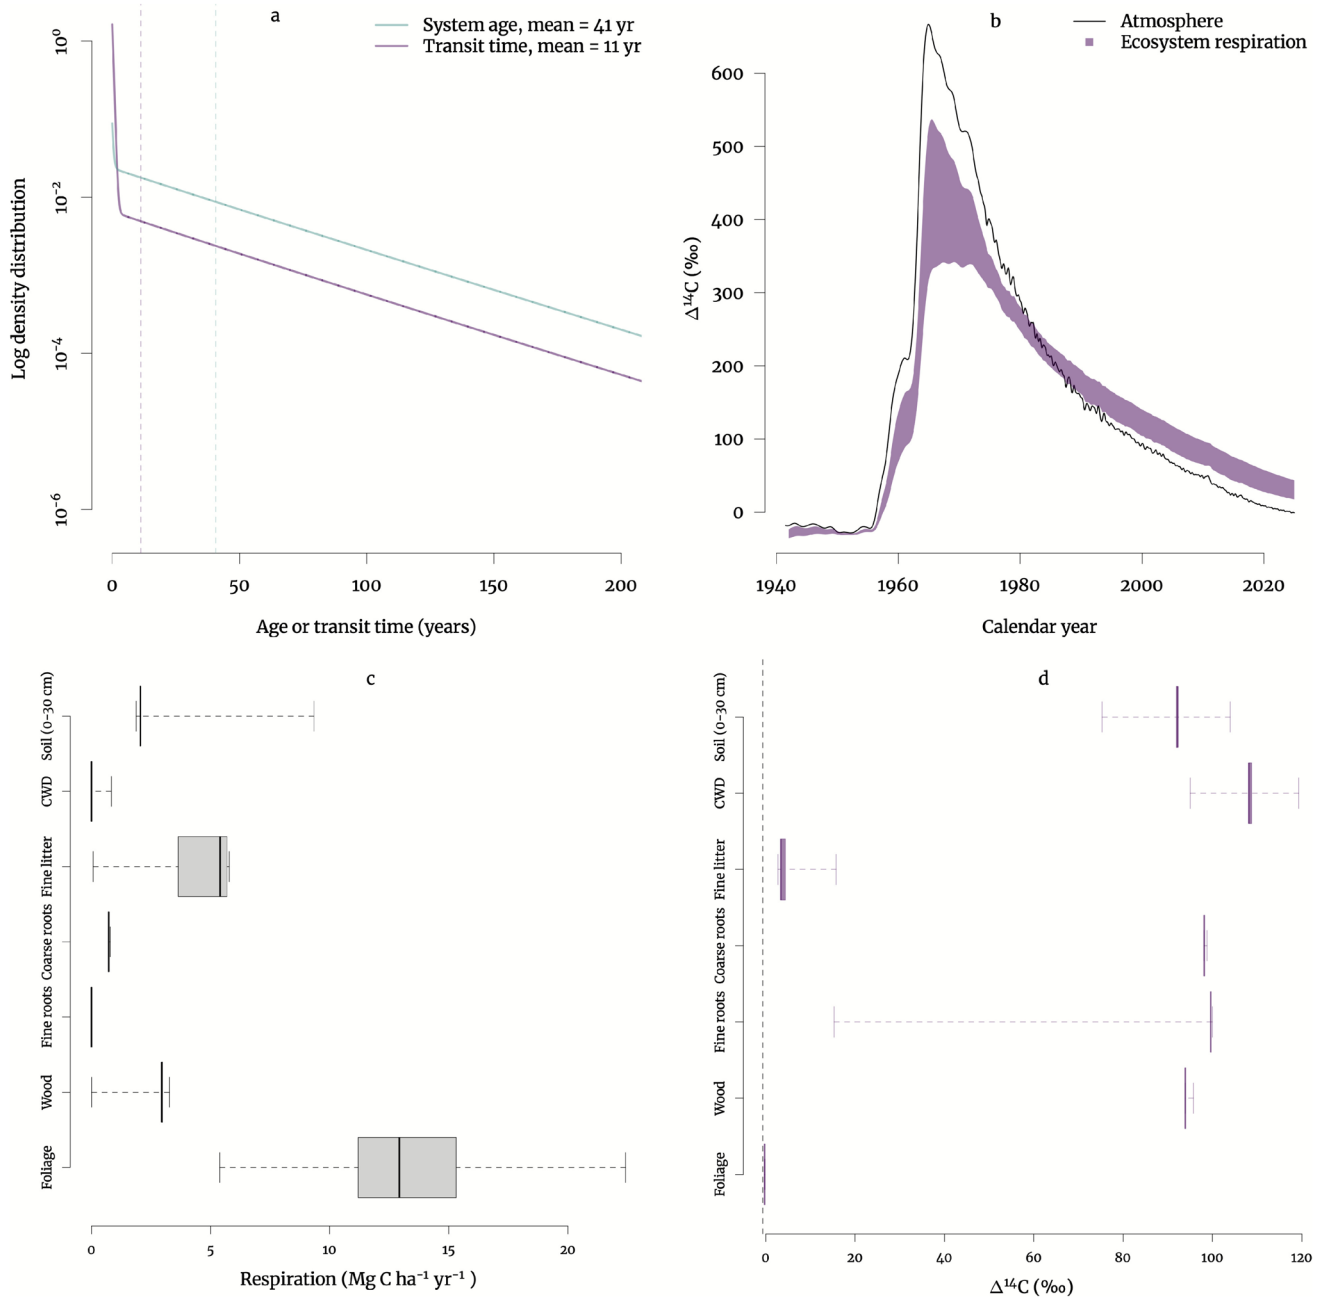 a
System age, mean = 41 yr
Transit time, mean = 11 yr
Log density distribution
10⁰
10⁻²
10⁻⁴
10⁻⁶
0 50 100 150 200
Age or transit time (years)
b
Atmosphere
Ecosystem respiration
Δ¹⁴C (‰)
600
500
400
300
200
100
0
1940 1960 1980 2000 2020
Calendar year
c
Soil (0–30 cm)
CWD
Fine litter
Coarse roots
Fine roots
Wood
Foliage
0 5 10 15 20
Respiration (Mg C ha⁻¹ yr⁻¹ )
d
Soil (0–30 cm)
CWD
Fine litter
Coarse roots
Fine roots
Wood
Foliage
0 20 40 60 80 100 120
Δ¹⁴C (‰)